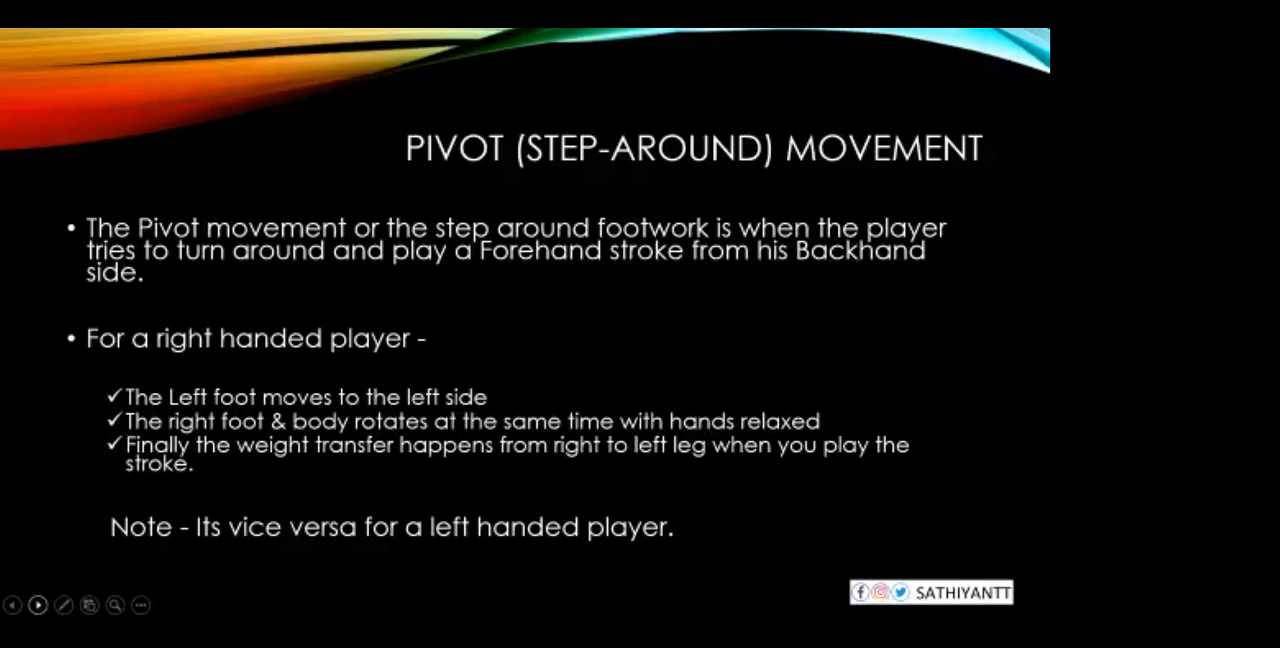 PIVOT (STEP-AROUND) MOVEMENT
• The Pivot movement or the step around footwork is when the player
tries to turn around and play a Forehand stroke from his Backhand
side.
• For a right handed player -
✓The Left foot moves to the left side
✓The right foot & body rotates at the same time with hands relaxed
✓Finally the weight transfer happens from right to left leg when you play the
stroke.
Note - Its vice versa for a left handed player.
SATHIYANTT